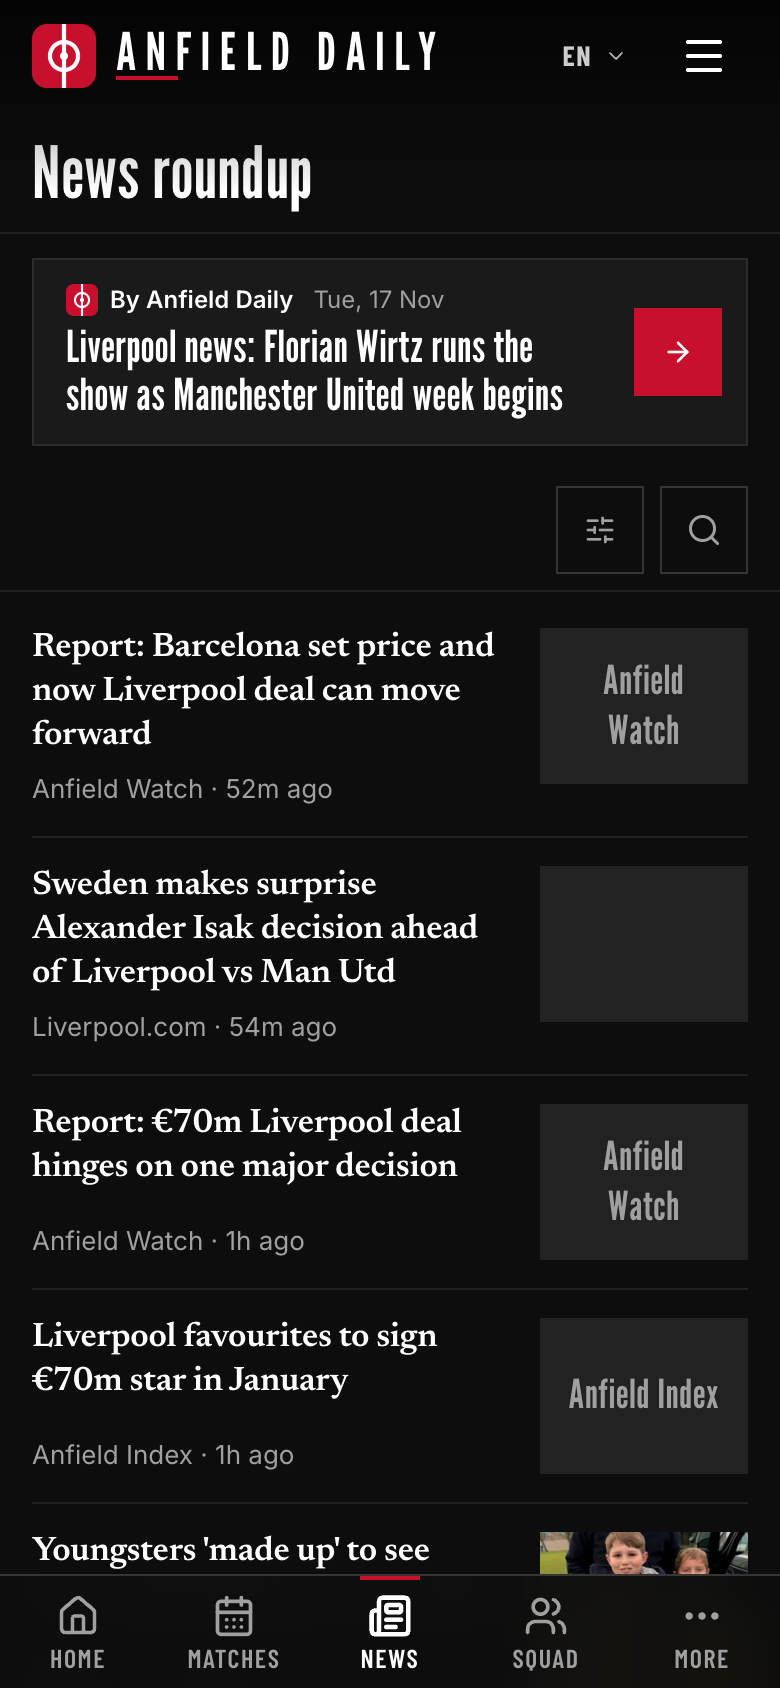 ANFIELD DAILY
EN
News roundup
By Anfield Daily Tue, 17 Nov
Liverpool news: Florian Wirtz runs the
show as Manchester United week begins
Report: Barcelona set price and
now Liverpool deal can move
forward
Anfield Watch · 52m ago
Anfield
Watch
Sweden makes surprise
Alexander Isak decision ahead
of Liverpool vs Man Utd
Liverpool.com · 54m ago
Report: €70m Liverpool deal
hinges on one major decision
Anfield Watch · 1h ago
Anfield
Watch
Liverpool favourites to sign
€70m star in January
Anfield Index · 1h ago
Anfield Index
Youngsters 'made up' to see
HOME
MATCHES
NEWS
SQUAD
MORE